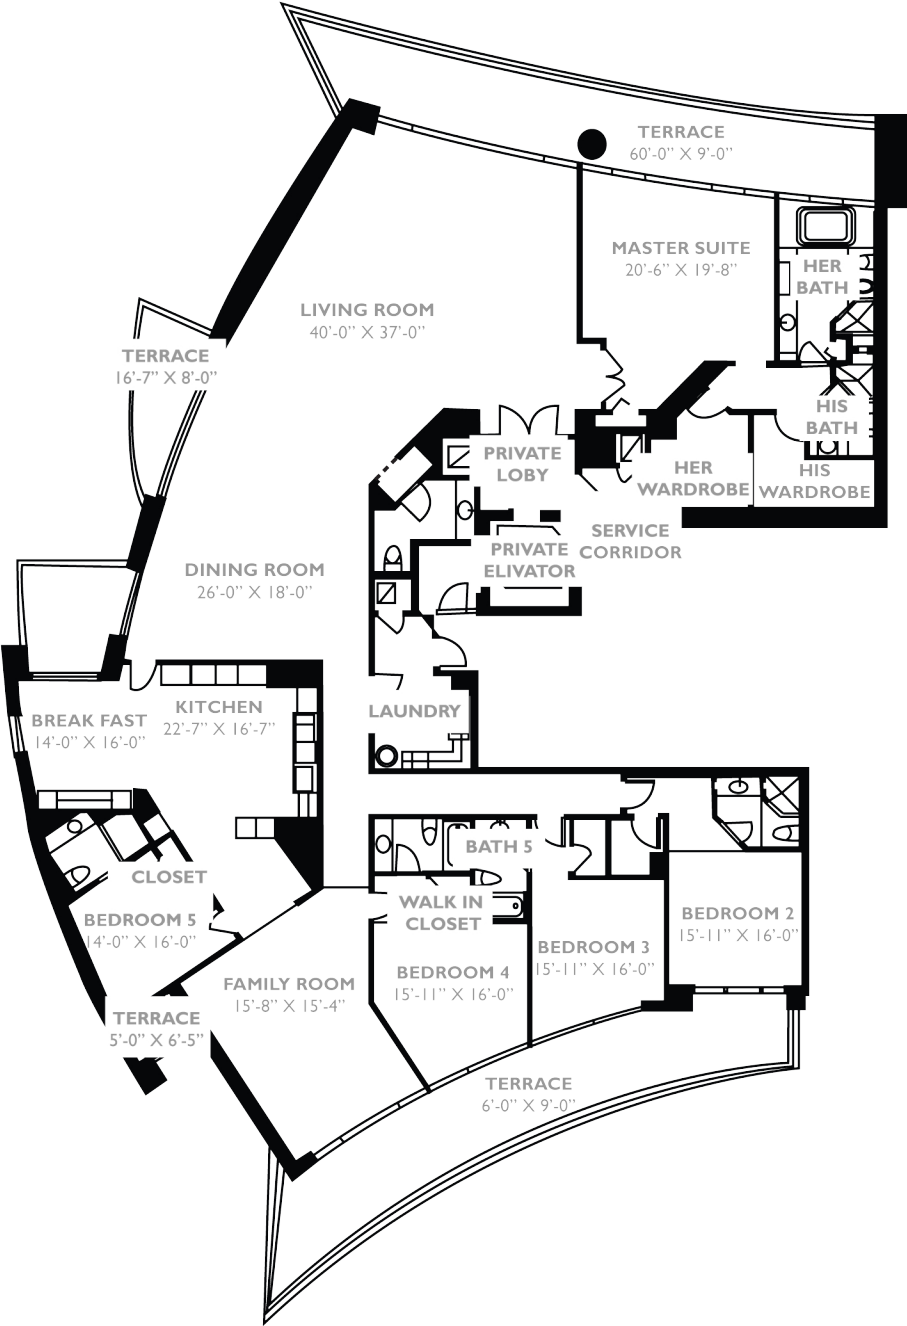 TERRACE
60'-0" X 9'-0"
MASTER SUITE
20'-6" X 19'-8"
HER
BATH
LIVING ROOM
40'-0" X 37'-0"
TERRACE
16'-7" X 8'-0"
HIS
BATH
PRIVATE
LOBY
HER
WARDROBE
HIS
WARDROBE
SERVICE
CORRIDOR
PRIVATE
ELIVATOR
DINING ROOM
26'-0" X 18'-0"
KITCHEN
22'-7" X 16'-7"
LAUNDRY
BREAK FAST
14'-0" X 16'-0"
BATH 5
CLOSET
WALK IN
CLOSET
BEDROOM 5
14'-0" X 16'-0"
BEDROOM 2
15'-11" X 16'-0"
BEDROOM 3
15'-11" X 16'-0"
BEDROOM 4
15'-11" X 16'-0"
FAMILY ROOM
15'-8" X 15'-4"
TERRACE
5'-0" X 6'-5"
TERRACE
6'-0" X 9'-0"